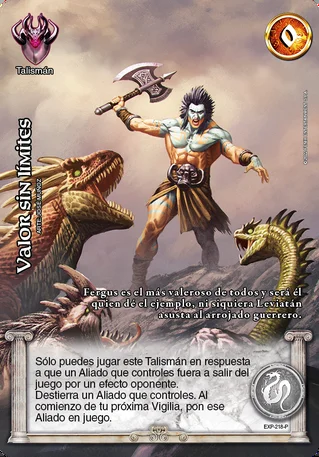 0
Talismán
Valor sin límites
ARTE: JOSÉ MUÑOZ
Fergus es el más valeroso de todos y será él
quien dé el ejemplo, ni siquiera Leviatán
asusta al arrojado guerrero.
Sólo puedes jugar este Talismán en respuesta
a que un Aliado que controles fuera a salir del
juego por un efecto oponente.
Destierra un Aliado que controles. Al
comienzo de tu próxima Vigilia, pon ese
Aliado en juego.
EXP-218-P